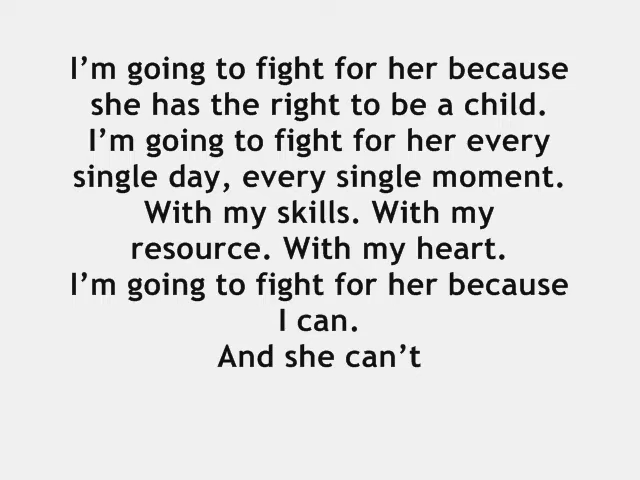 I’m going to fight for her because
she has the right to be a child.
I’m going to fight for her every
single day, every single moment.
With my skills. With my
resource. With my heart.
I’m going to fight for her because
I can.
And she can’t